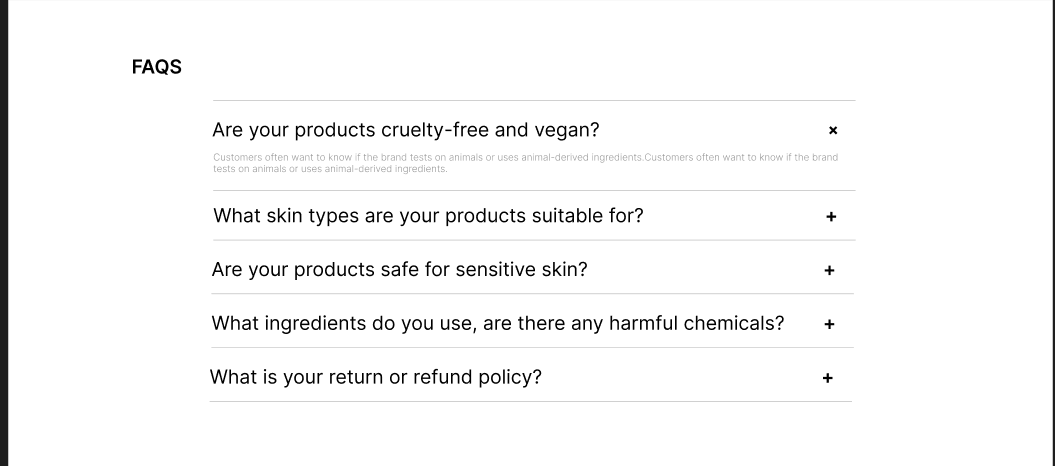 FAQS
Are your products cruelty-free and vegan?
Customers often want to know if the brand tests on animals or uses animal-derived ingredients.Customers often want to know if the brand
tests on animals or uses animal-derived ingredients.
What skin types are your products suitable for?
Are your products safe for sensitive skin?
What ingredients do you use, are there any harmful chemicals?
What is your return or refund policy?